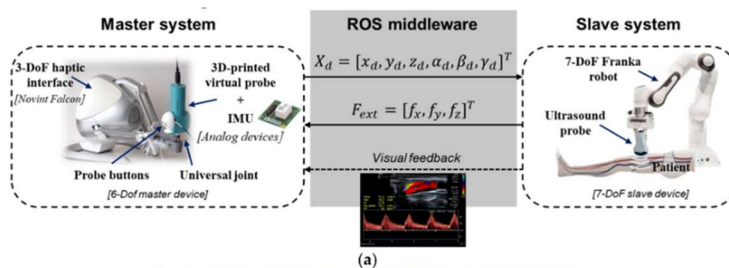 Master system
ROS middleware
Slave system
3-DoF haptic
interface
[Novint Falcon]
3D-printed
virtual probe
+
IMU
[Analog devices]
Probe buttons
Universal joint
[6-Dof master device]
X_d = [x_d, y_d, z_d, α_d, β_d, γ_d]^T
F_ext = [f_x, f_y, f_z]^T
Visual feedback
7-DoF Franka
robot
Ultrasound
probe
Patient
[7-DoF slave device]
(a)